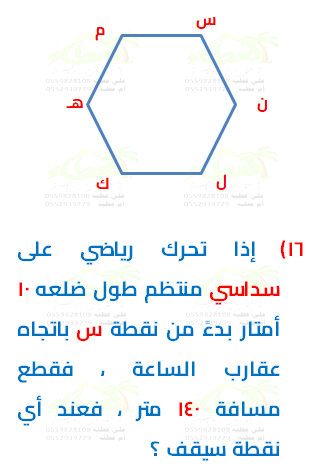 س
م
ن
هـ
ل
ك
١٦) إذا تحرك رياضي على
سداسي منتظم طول ضلعه ١٠
أمتار بدءً من نقطة س باتجاه
عقارب الساعة ، فقطع
مسافة ١٤٠ متر ، فعند أي
نقطة سيقف ؟